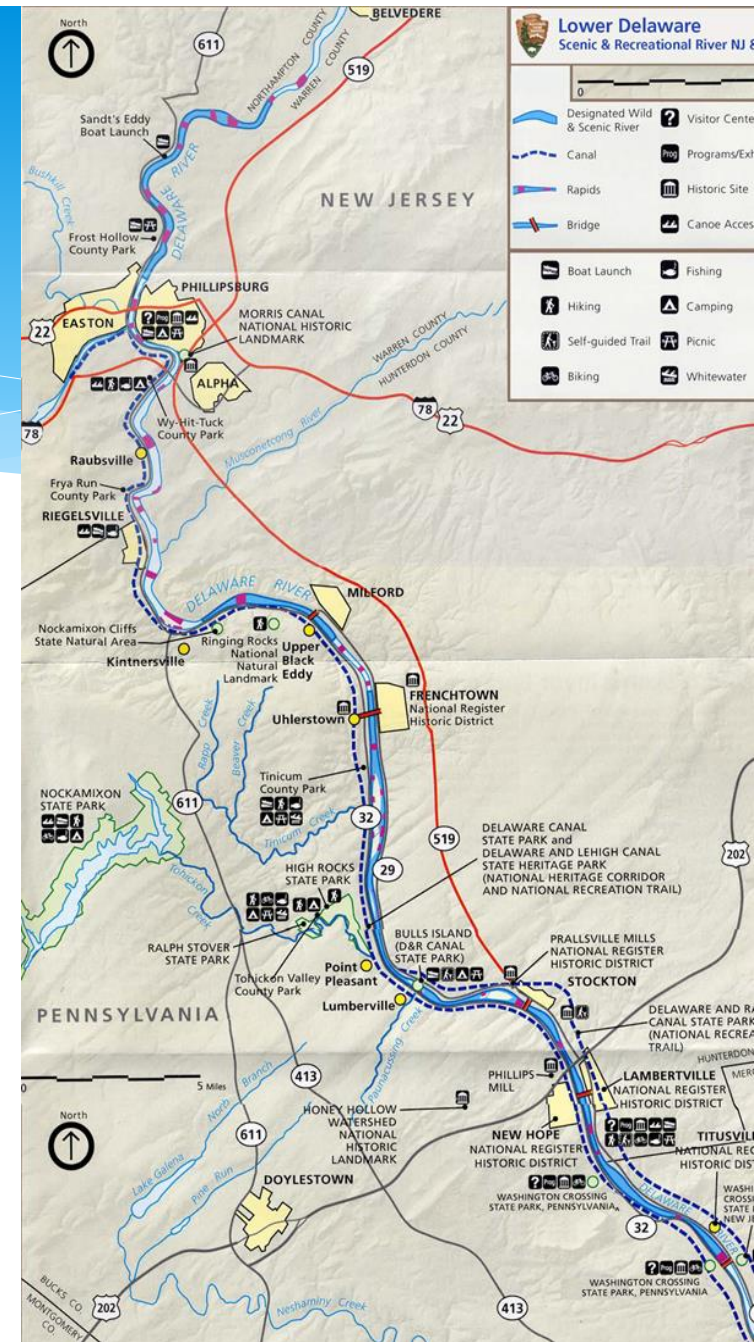 North
611
BELVEDERE
519
NORTHAMPTON COUNTY
WARREN COUNTY
Lower Delaware
Scenic & Recreational River NJ &
0
Designated Wild
& Scenic River
Canal
Rapids
Bridge
?
Prog
Historic Site
Boat Launch
Fishing
Hiking
Camping
Self-guided Trail
Picnic
Biking
Whitewater
Visitor
Sandt's Eddy
Boat Launch
Bushkill Creek
DELAWARE RIVER
NEW JERSEY
Frost Hollow
County Park
PHILLIPSBURG
EASTON
22
? Prog
MORRIS CANAL
NATIONAL HISTORIC
LANDMARK
WARREN COUNTY
HUNTERDON COUNTY
ALPHA
78
22
78
Wy-Hit-Tuck
County Park
Musconetcong River
Raubsville
Frya Run
County Park
RIEGELSVILLE
DELAWARE RIVER
MILFORD
Nockamixon Cliffs
State Natural Area
Kintnersville
Ringing Rocks
National
Natural
Landmark
Upper
Black
Eddy
FRENCHTOWN
National Register
Historic District
Uhlerstown
Rapp Creek
Beaver Creek
Tinicum
County Park
NOCKAMIXON
STATE PARK
611
32
Tinicum Creek
519
202
29
Tohickon
Creek
HIGH ROCKS
STATE PARK
DELAWARE CANAL
STATE PARK and
DELAWARE AND LEHIGH CANAL
STATE HERITAGE PARK
(NATIONAL HERITAGE CORRIDOR
AND NATIONAL RECREATION TRAIL)
RALPH STOVER
STATE PARK
Tohickon Valley
County Park
Point
Pleasant
Lumberville
BULLS ISLAND
(D&R CANAL
STATE PARK)
PRALLSVILLE MILLS
NATIONAL REGISTER
HISTORIC DISTRICT
STOCKTON
PENNSYLVANIA
Paunacussing Creek
DELAWARE AND
CANAL STATE PARK
(NATIONAL
TRAIL)
HUNTERDON
0
5 Miles
413
North
North Branch
Lake Galena
Pine Run
611
PHILLIPS
MILL
LAMBERTVILLE
NATIONAL REGISTER
HISTORIC DISTRICT
HONEY HOLLOW
WATERSHED
NATIONAL
HISTORIC
LANDMARK
NEW HOPE
NATIONAL REGISTER
HISTORIC DISTRICT
? Prog
NATIONAL
HISTORIC
DOYLESTOWN
? Prog
WASHINGTON CROSSING
STATE PARK, PENNSYLVANIA
32
DELAWARE RIVER
? Prog
WASHINGTON CROSSING
STATE PARK, PENNSYLVANIA
BUCKS CO.
MONTGOMERY
CO.
202
Neshaminy Creek
413